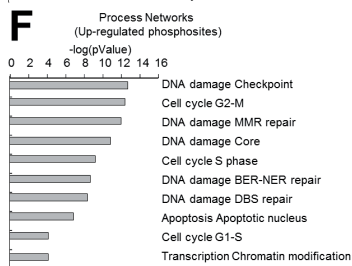 F
Process Networks
(Up-regulated phosphosites)
-log(pValue)
0 2 4 6 8 10 12 14 16
DNA damage Checkpoint
Cell cycle G2-M
DNA damage MMR repair
DNA damage Core
Cell cycle S phase
DNA damage BER-NER repair
DNA damage DBS repair
Apoptosis Apoptotic nucleus
Cell cycle G1-S
Transcription Chromatin modification